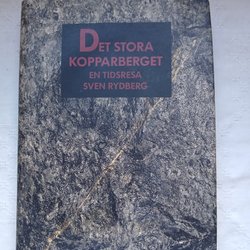 DET STORA
KOPPARBERGET
EN TIDSRESA
SVEN RYDBERG